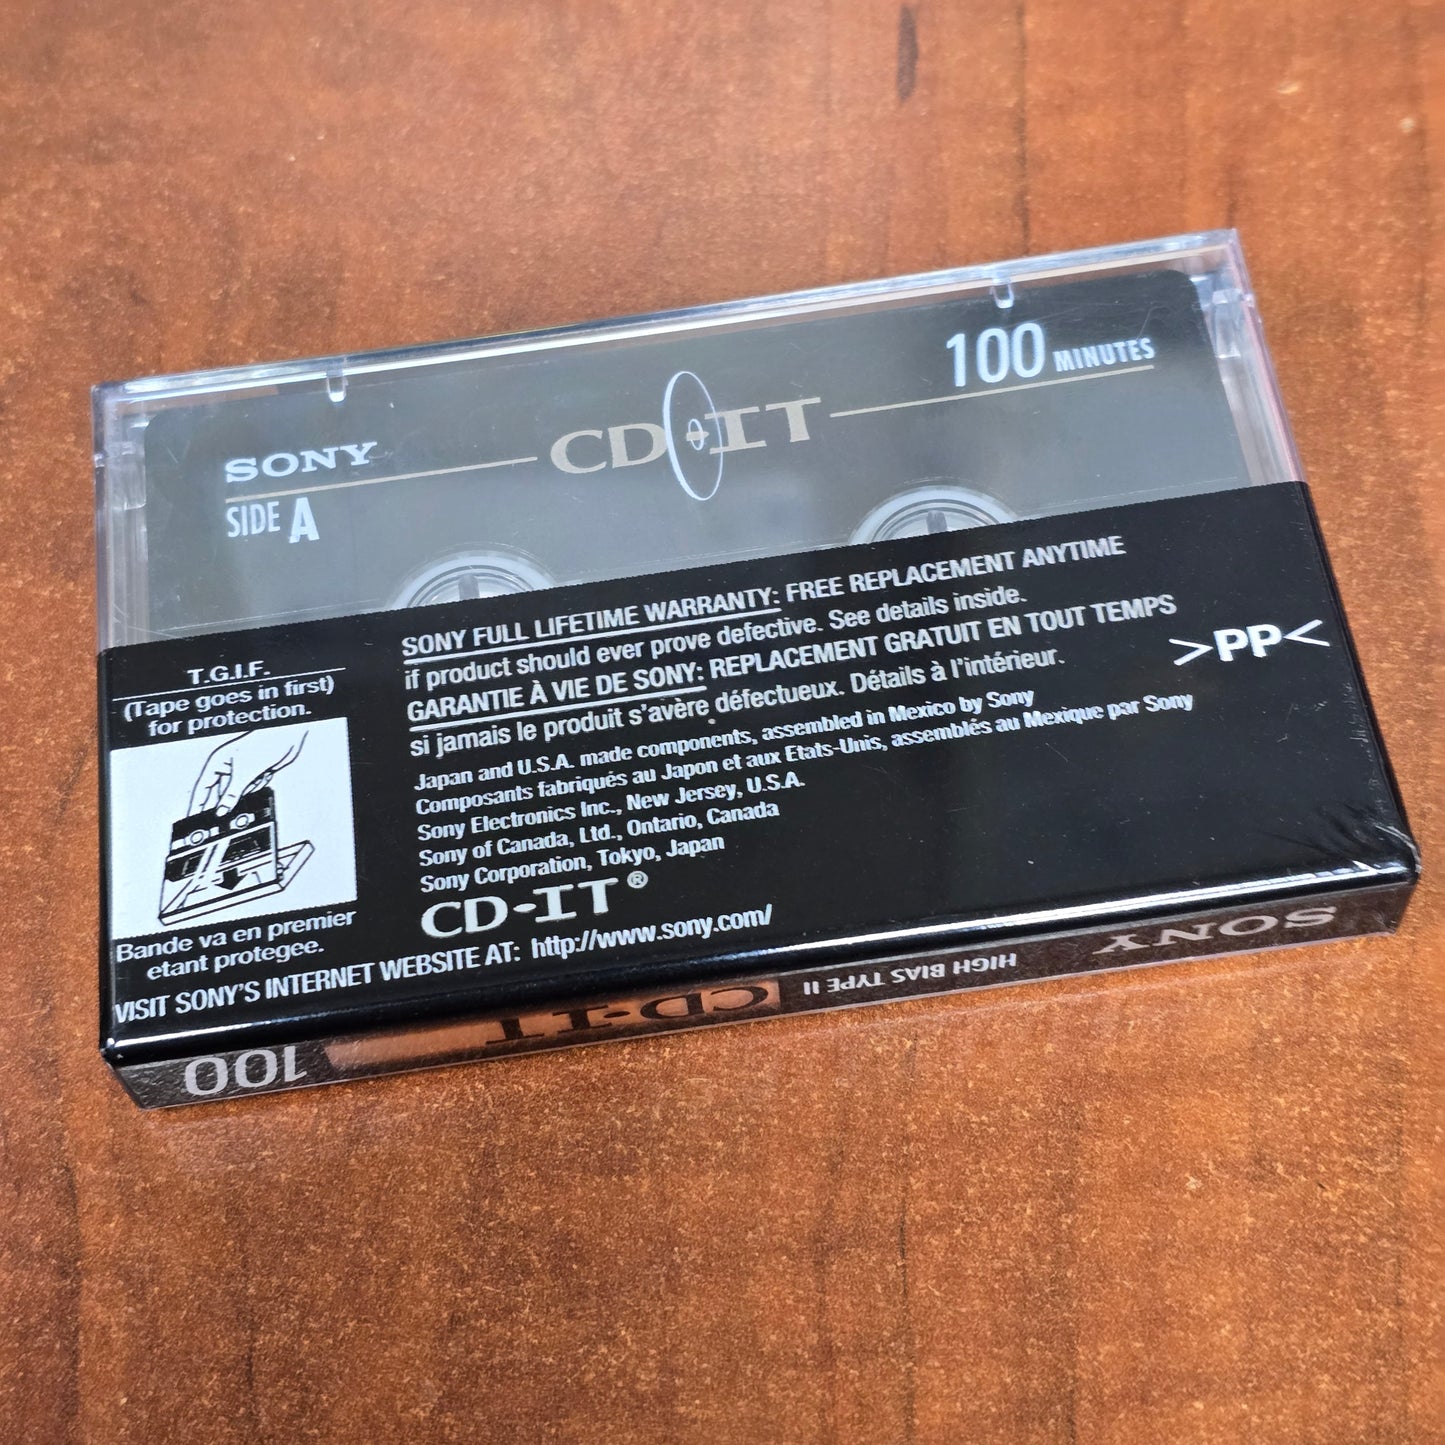 100 MINUTES
SONY
CD-IT
SIDE A
SONY FULL LIFETIME WARRANTY: FREE REPLACEMENT ANYTIME
if product should ever prove defective. See details inside.
GARANTIE À VIE DE SONY: REPLACEMENT GRATUIT EN TOUT TEMPS
si jamais le produit s'avère défectueux. Détails à l'intérieur.
>PP<
Japan and U.S.A. made components, assembled in Mexico by Sony
Composants fabriqués au Japon et aux Etats-Unis, assemblés au Mexique par Sony
Sony Electronics Inc., New Jersey, U.S.A.
Sony of Canada, Ltd., Ontario, Canada
Sony Corporation, Tokyo, Japan
CD-IT®
T.G.I.F.
(Tape goes in first)
for protection.
Bande va en premier
etant protegee.
VISIT SONY'S INTERNET WEBSITE AT: http://www.sony.com/
SONY
HIGH BIAS TYPE II
CD-IT
100